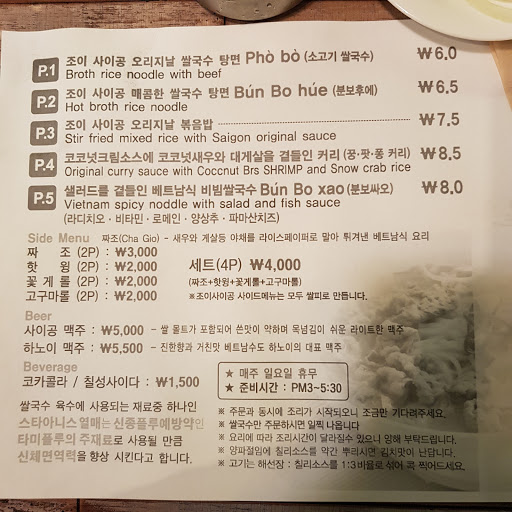 P.1 조이 사이공 오리지날 쌀국수 탕면 Phò bò (소고기 쌀국수) ₩6.0
Broth rice noodle with beef
P.2 조이 사이공 매콤한 쌀국수 탕면 Bún Bo húe (분보후에) ₩6.5
Hot broth rice noodle
P.3 조이 사이공 오리지날 볶음밥 ₩7.5
Stir fried mixed rice with Saigon original sauce
P.4 코코넛크림소스에 코코넛새우와 대게살을 곁들인 커리 (꿍·팟·퐁 커리) ₩8.5
Original curry sauce with Coccnut Brs SHRIMP and Snow crab rice
P.5 샐러드를 곁들인 베트남식 비빔쌀국수 Bún Bo xao (분보싸오) ₩8.0
Vietnam spicy noodle with salad and fish sauce
(라디치오·비타민·로메인·양상추·파마산치즈)
Side Menu 짜조(Cha Gio) - 새우와 게살등 야채를 라이스페이퍼로 말아 튀겨낸 베트남식 요리
짜 조 (2P) : ₩3,000
핫 윙 (2P) : ₩2,000 세트(4P) ₩4,000
꽃 게 롤 (2P) : ₩2,000 (짜조+핫윙+꽃게롤+고구마롤)
고구마롤 (2P) : ₩2,000 ※조이사이공 사이드메뉴는 모두 쌀피로 만듭니다.
Beer
사이공 맥주 : ₩5,000 - 쌀 몰트가 포함되어 쓴맛이 약하며 목넘김이 쉬운 라이트한 맥주
하노이 맥주 : ₩5,500 - 진한향과 거친맛 베트남수도 하노이의 대표 맥주
Beverage
코카콜라 / 칠성사이다 : ₩1,500
★ 매주 일요일 휴무
★ 준비시간 : PM3~5:30
쌀국수 육수에 사용되는 재료중 하나인
스타아니스열매는 신종플루예방약인
타미플루의 주재료로 사용될 만큼
신체면역력을 향상 시킨다고 합니다.
※ 주문과 동시에 조리가 시작되오니 조금만 기다려주세요.
※ 쌀국수만 주문하시면 일찍 나옵니다
※ 요리에 따라 조리시간이 달라질수 있으니 양해 부탁드립니다.
※ 양파절임에 칠리소스를 약간 뿌리시면 김치맛이 난답니다.
※ 고기는 해선장 : 칠리소스를 1:3 바율로 섞어 콕 찍어드세요.